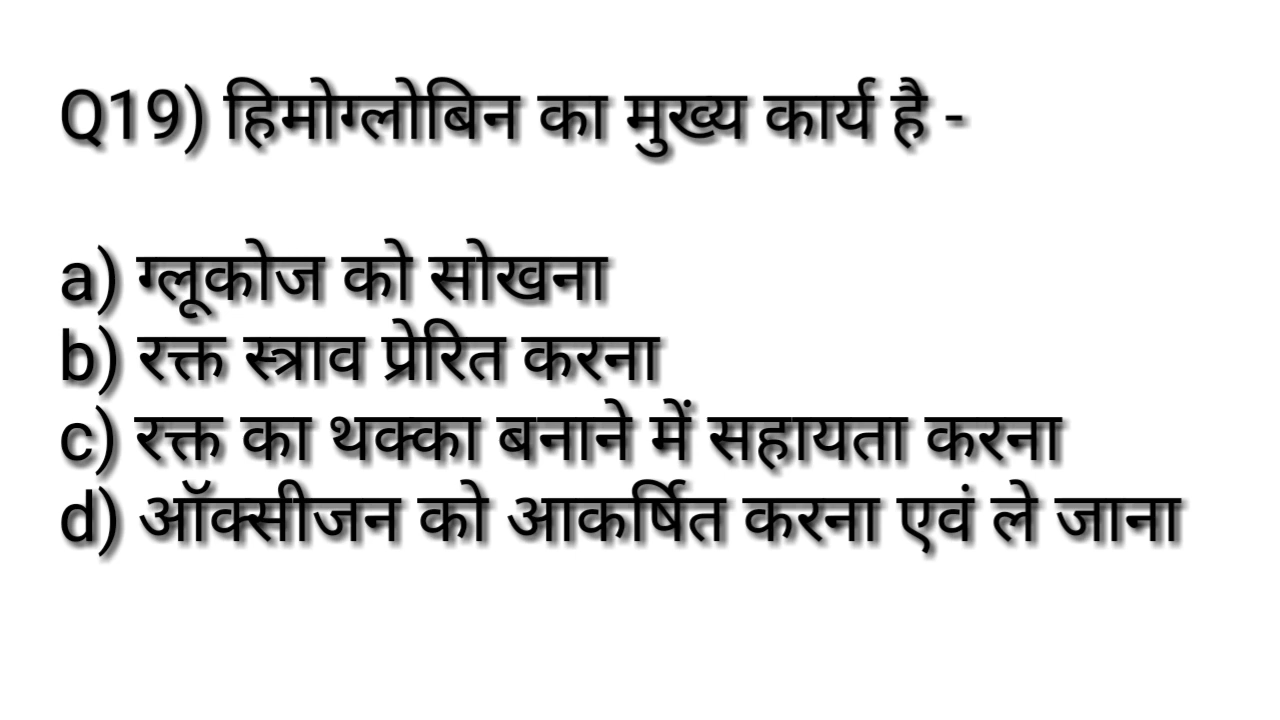 Q19) हिमोग्लोबिन का मुख्य कार्य है -
a) ग्लूकोज को सोखना
b) रक्त स्त्राव प्रेरित करना
c) रक्त का थक्का बनाने में सहायता करना
d) ऑक्सीजन को आकर्षित करना एवं ले जाना